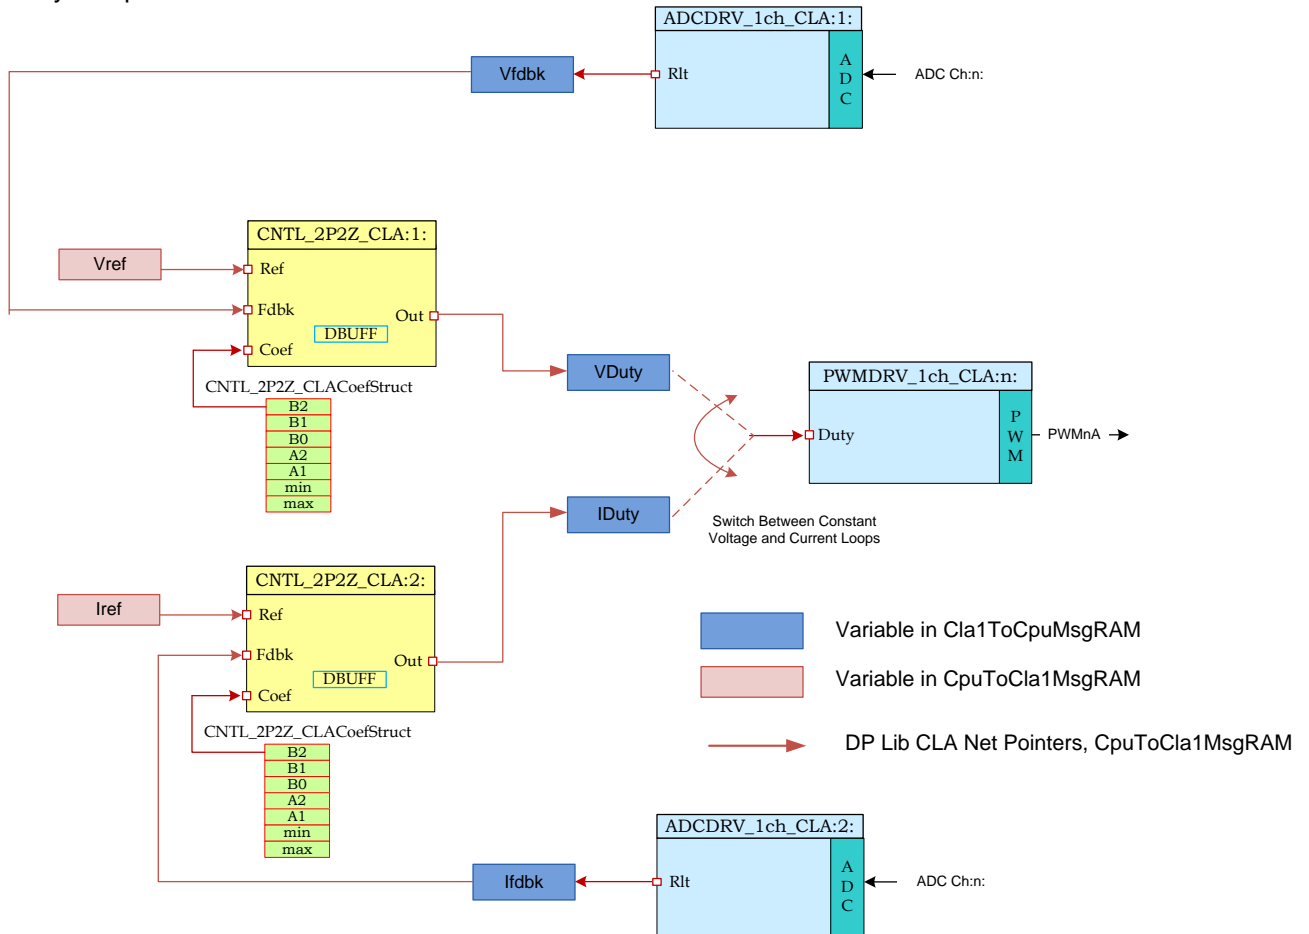 ADCDRV_1ch_CLA:1:
Vfdbk
Rlt
A
D
C
ADC Ch:n:
CNTL_2P2Z_CLA:1:
Vref
Ref
Fdbk
Out
DBUFF
Coef
CNTL_2P2Z_CLACoefStruct
B2
B1
B0
A2
A1
min
max
VDuty
PWMDRV_1ch_CLA:n:
Duty
P
W
M
PWMnA
IDuty
Switch Between Constant
Voltage and Current Loops
CNTL_2P2Z_CLA:2:
Iref
Ref
Fdbk
Out
DBUFF
Coef
CNTL_2P2Z_CLACoefStruct
B2
B1
B0
A2
A1
min
max
Variable in Cla1ToCpuMsgRAM
Variable in CpuToCla1MsgRAM
DP Lib CLA Net Pointers, CpuToCla1MsgRAM
ADCDRV_1ch_CLA:2:
Ifdbk
Rlt
A
D
C
ADC Ch:n: